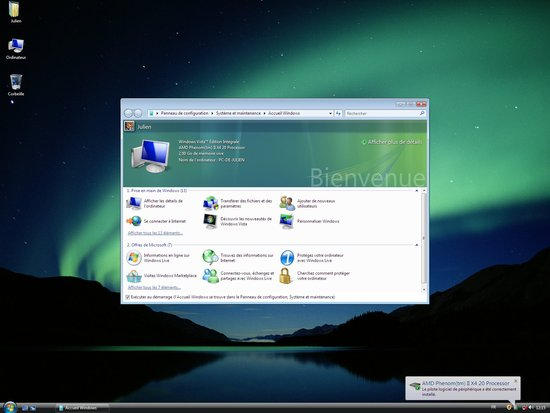 Julien
Ordinateur
Corbeille
Panneau de configuration
Système et maintenance
Accueil Windows
Rechercher
Julien
Windows Vista™ Édition Intégrale
AMD Phenom(tm) II X4 20 Processor
Go de mémoire vive
Nom de l'ordinateur : PC-DE-JULIEN
Afficher plus de détails
Bienvenue
1. Prise en main de Windows (13)
Afficher les détails de l'ordinateur
Transférer des fichiers et des paramètres
Ajouter de nouveaux utilisateurs
Se connecter à Internet
Découvrir les nouveautés de Windows Vista
Personnaliser Windows
Afficher tous les 13 éléments...
2. Offres de Microsoft (7)
Informations en ligne sur Windows Live
Trouvez des informations sur Internet
Protégez votre ordinateur avec Windows Live
Visitez Windows Marketplace
Connectez-vous, échangez et partagez avec Windows Live
Cherchez comment protéger votre ordinateur
Afficher tous les 7 éléments...
Exécuter au démarrage (l'Accueil Windows se trouve dans le Panneau de configuration, Système et maintenance)
AMD Phenom(tm) II X4 20 Processor
Le pilote logiciel de périphérique a été correctement
installé.
Accueil Windows
FR